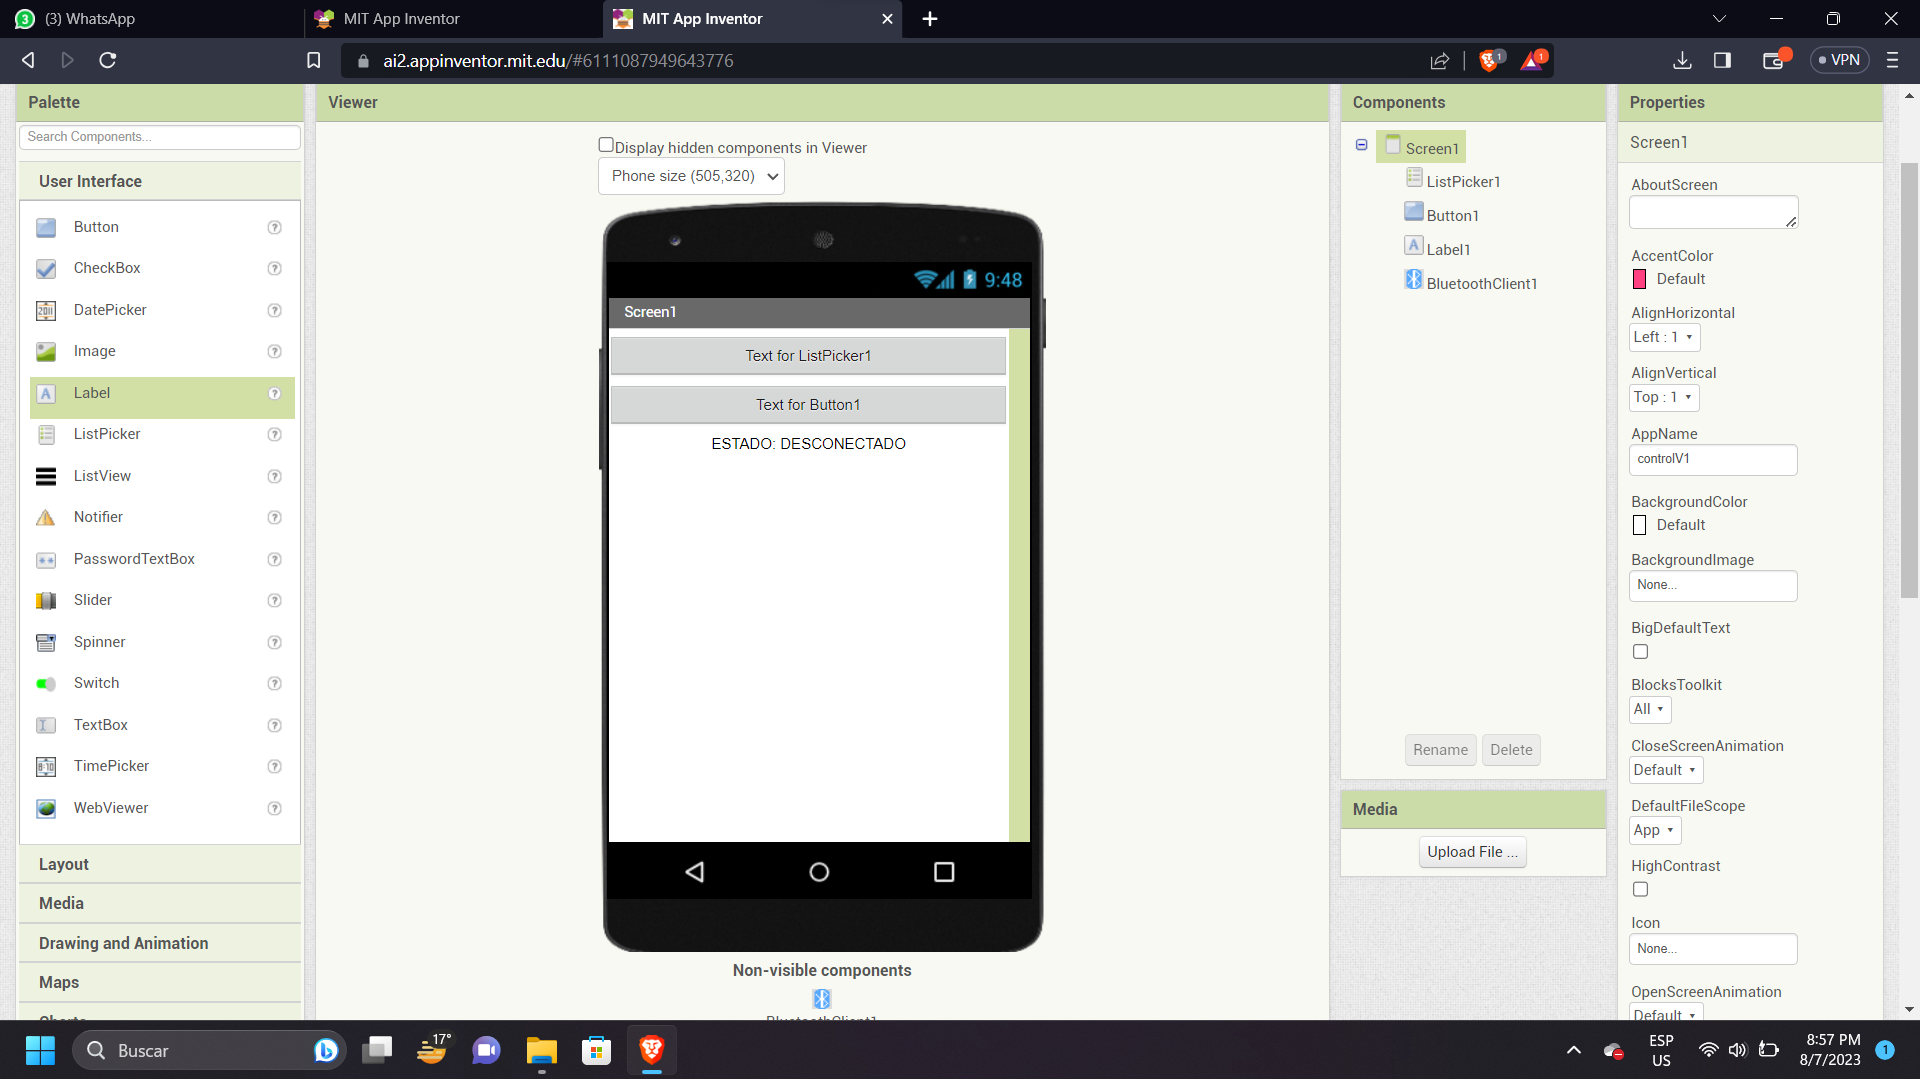 (3) WhatsApp
MIT App Inventor
MIT App Inventor
ai2.appinventor.mit.edu/#6111087949643776
1
1
VPN
Palette
Search Components...
User Interface
Button
CheckBox
DatePicker
Image
Label
ListPicker
ListView
Notifier
PasswordTextBox
Slider
Spinner
Switch
TextBox
TimePicker
WebViewer
Layout
Media
Drawing and Animation
Maps
Charts
Viewer
Display hidden components in Viewer
Phone size (505,320)
9:48
Screen1
Text for ListPicker1
Text for Button1
ESTADO: DESCONECTADO
Non-visible components
BluetoothClient1
Components
Screen1
ListPicker1
Button1
Label1
BluetoothClient1
Rename Delete
Media
Upload File ...
Properties
Screen1
AboutScreen
AccentColor
Default
AlignHorizontal
Left : 1
AlignVertical
Top : 1
AppName
controlV1
BackgroundColor
Default
BackgroundImage
None...
BigDefaultText
BlocksToolkit
All
CloseScreenAnimation
Default
DefaultFileScope
App
HighContrast
Icon
None...
OpenScreenAnimation
Default
Buscar
17°
ESP
US
8:57 PM
8/7/2023
1